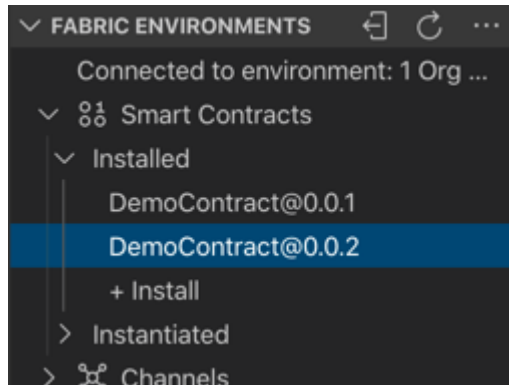 FABRIC ENVIRONMENTS
Connected to environment: 1 Org ...
Smart Contracts
Installed
DemoContract@0.0.1
DemoContract@0.0.2
+ Install
Instantiated
Channels